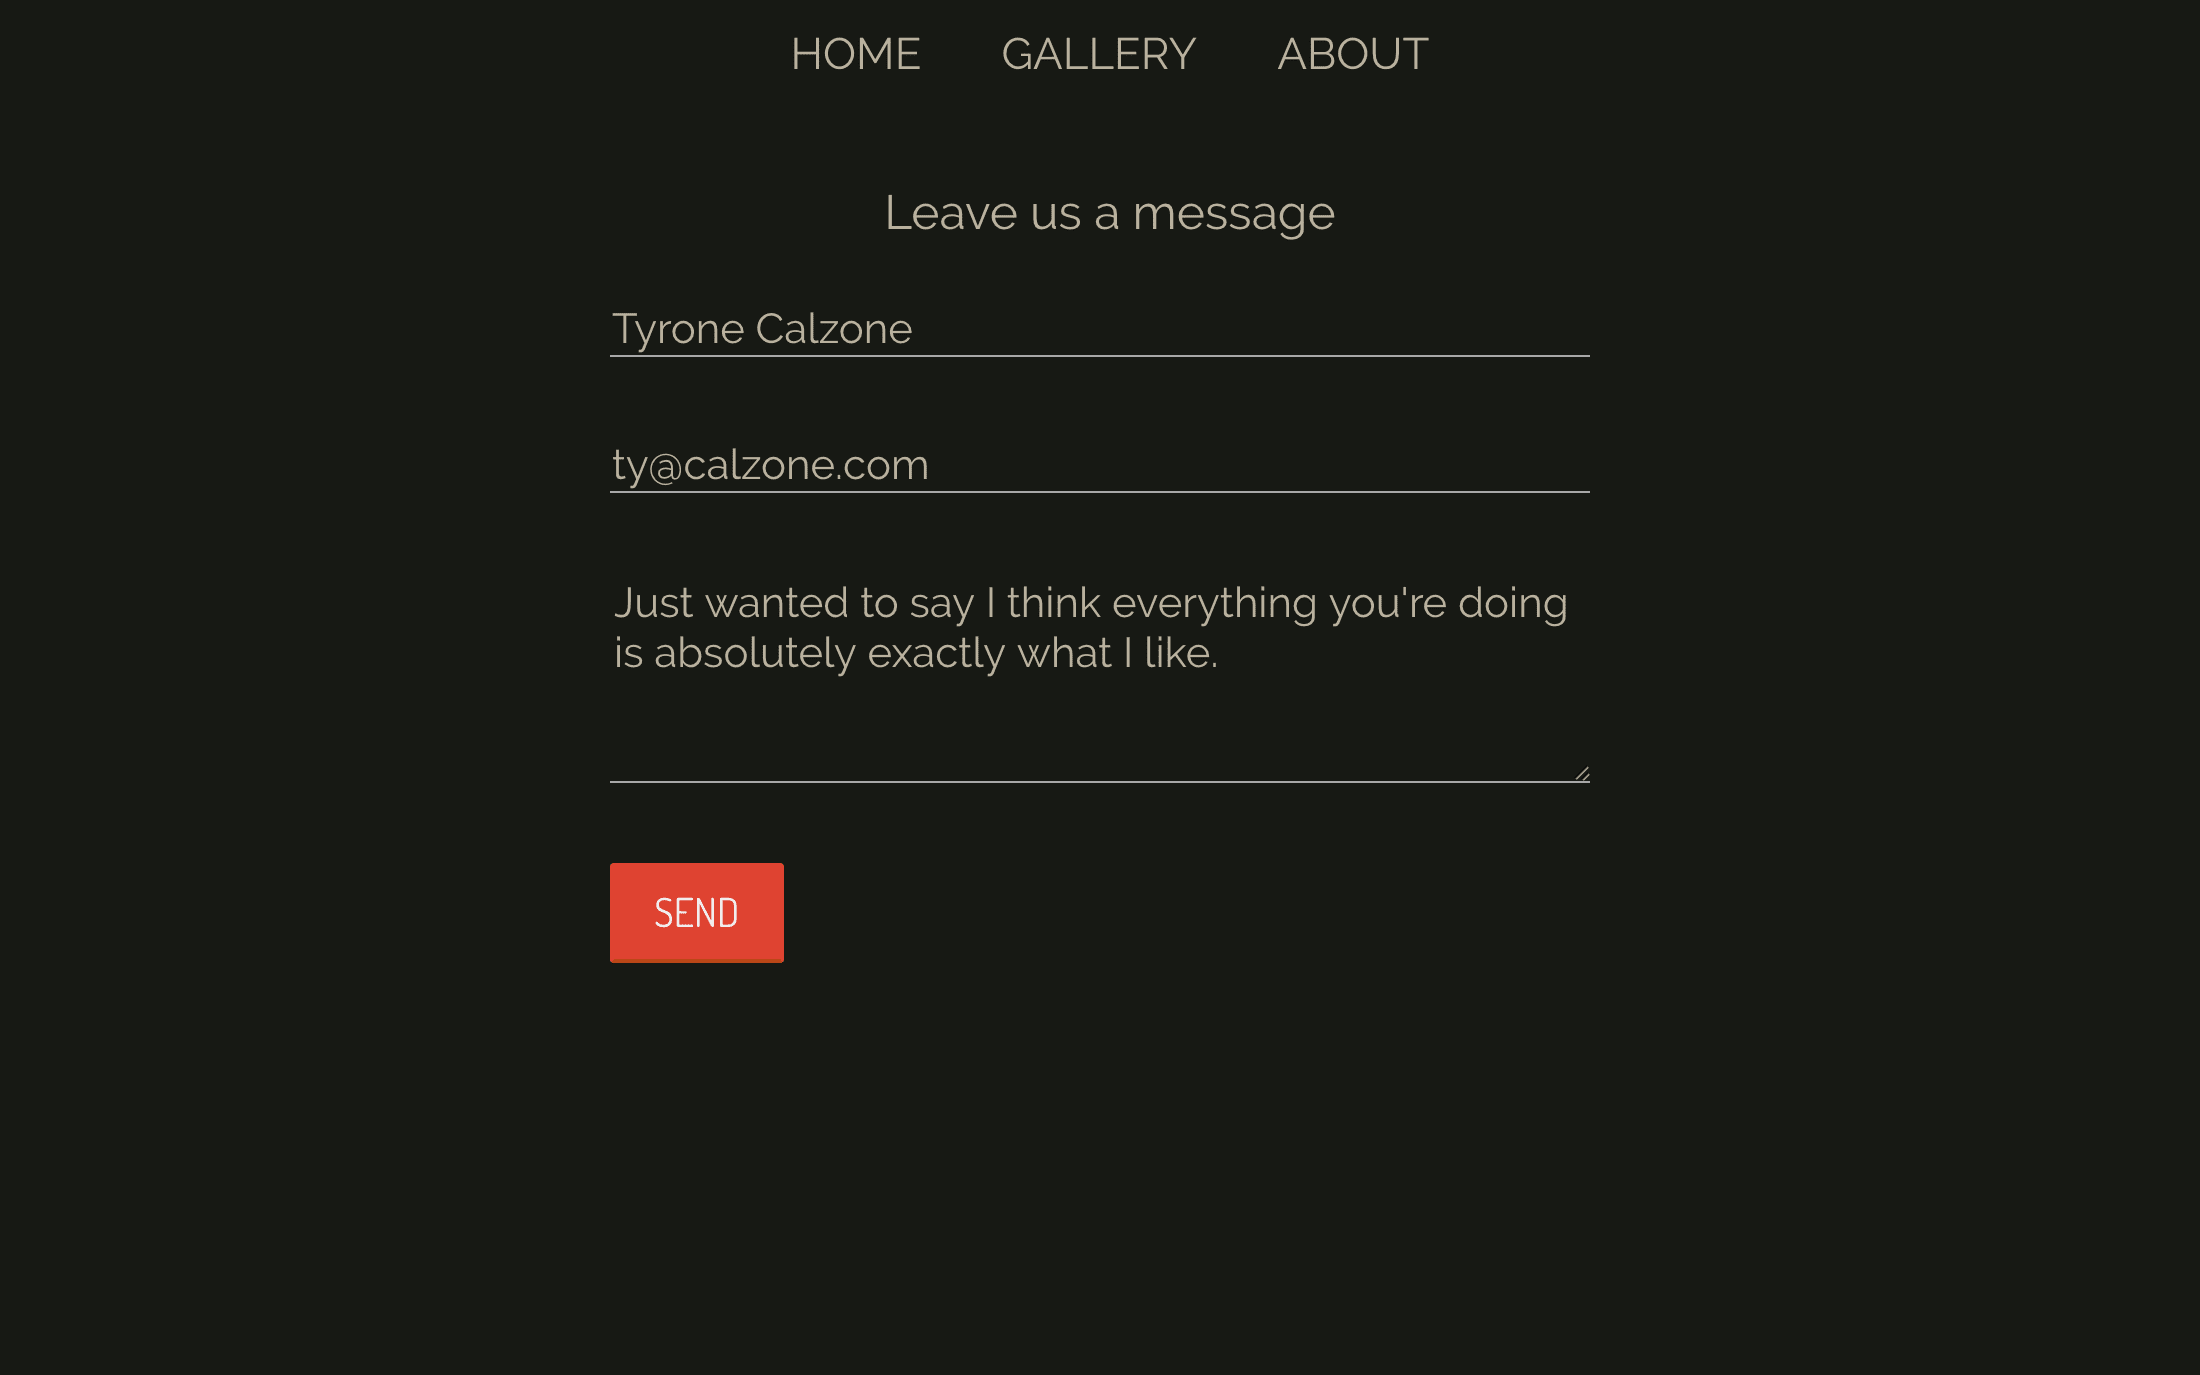 HOME GALLERY ABOUT
Leave us a message
Tyrone Calzone
ty@calzone.com
Just wanted to say I think everything you're doing
is absolutely exactly what I like.
SEND